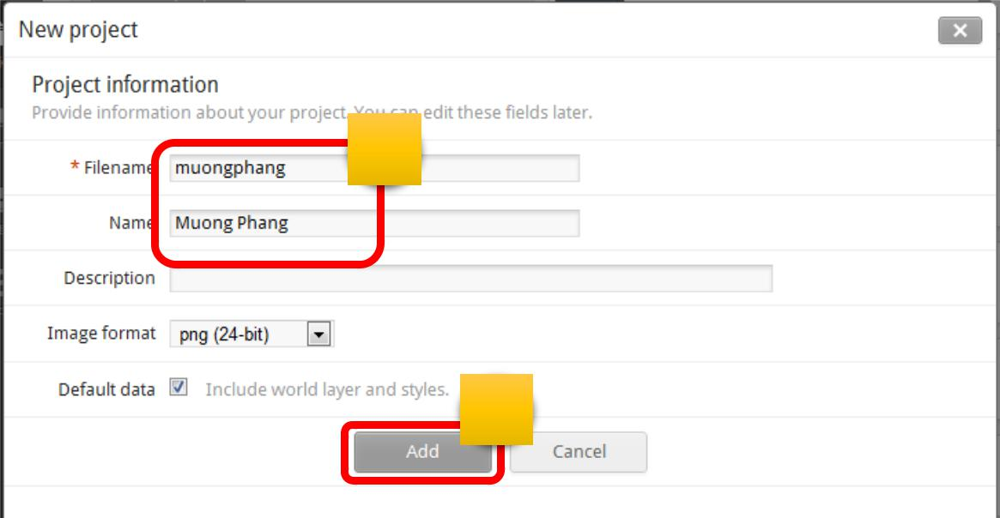 New project
Project information
Provide information about your project. You can edit these fields later.
* Filename muongphang
Name Muong Phang
Description
Image format png (24-bit)
Default data Include world layer and styles.
Add Cancel